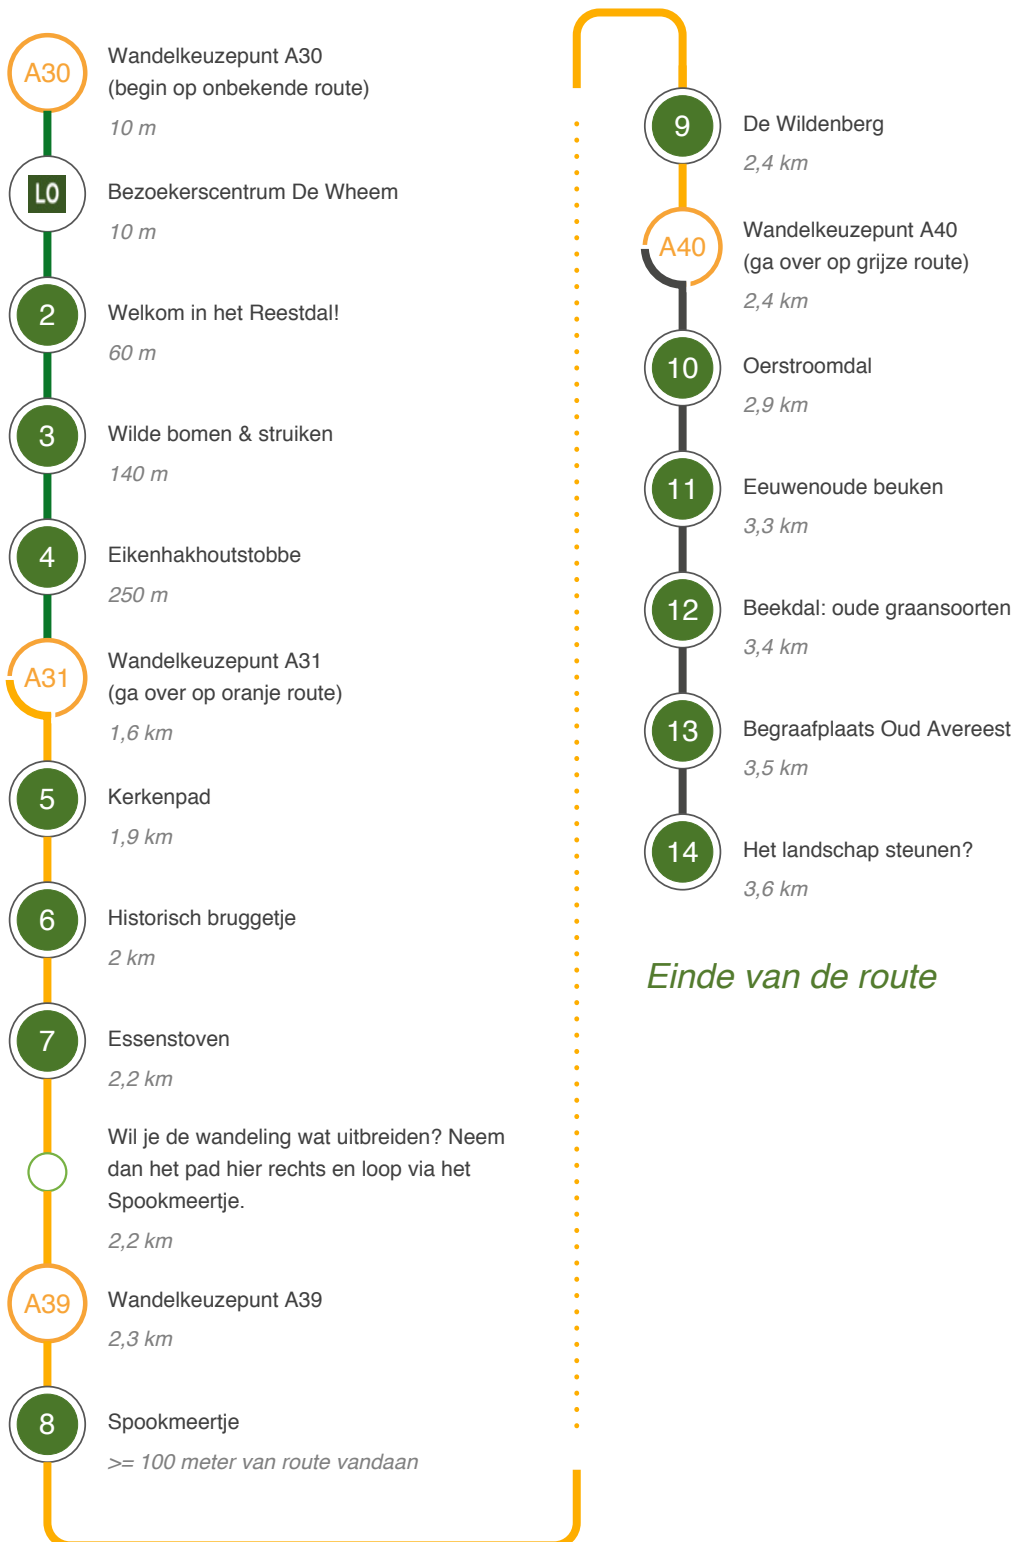 A30
Wandelkeuzepunt A30
(begin op onbekende route)
10 m
LO
Bezoekerscentrum De Wheem
10 m
2
Welkom in het Reestdal!
60 m
3
Wilde bomen & struiken
140 m
4
Eikenhakhoutstobbe
250 m
A31
Wandelkeuzepunt A31
(ga over op oranje route)
1,6 km
5
Kerkenpad
1,9 km
6
Historisch bruggetje
2 km
7
Essenstoven
2,2 km
Wil je de wandeling wat uitbreiden? Neem
dan het pad hier rechts en loop via het
Spookmeertje.
2,2 km
A39
Wandelkeuzepunt A39
2,3 km
8
Spookmeertje
>= 100 meter van route vandaan
9
De Wildenberg
2,4 km
A40
Wandelkeuzepunt A40
(ga over op grijze route)
2,4 km
10
Oerstroomdal
2,9 km
11
Eeuwenoude beuken
3,3 km
12
Beekdal: oude graansoorten
3,4 km
13
Begraafplaats Oud Avereest
3,5 km
14
Het landschap steunen?
3,6 km
Einde van de route